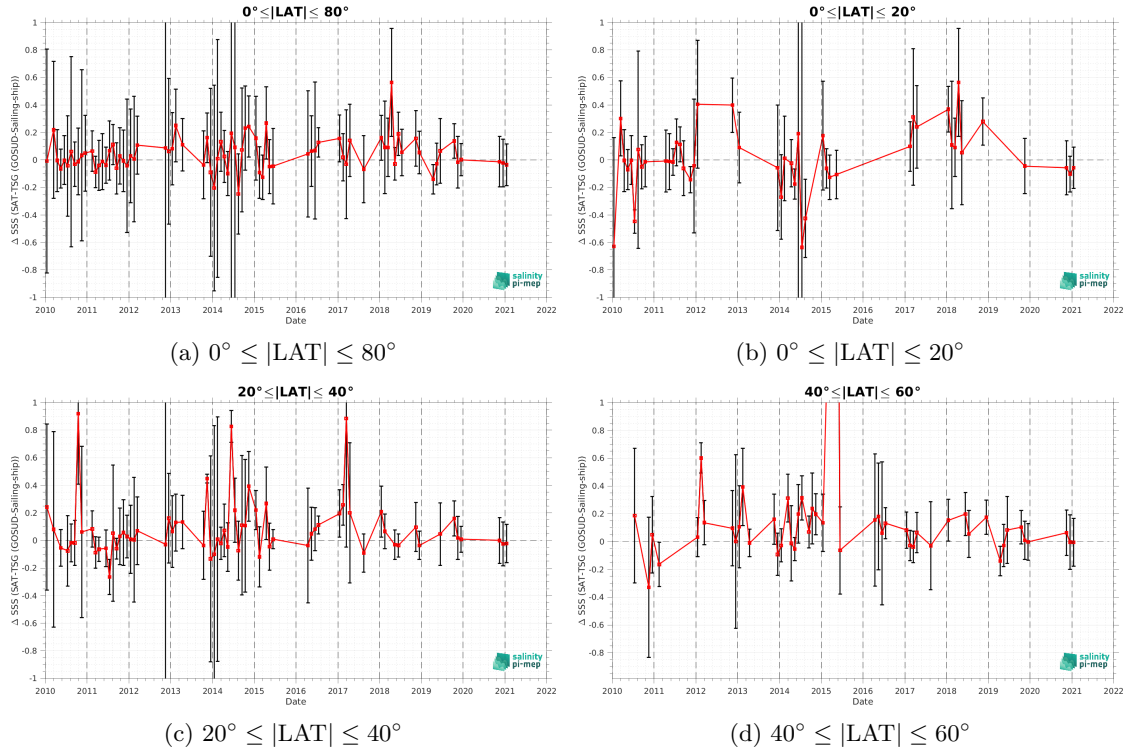 0°≤|LAT|≤ 80°
Δ SSS (SAT-TSG (GOSUD-Sailing-ship))
1
0.8
0.6
0.4
0.2
0
-0.2
-0.4
-0.6
-0.8
-1
2010 2011 2012 2013 2014 2015 2016 2017 2018 2019 2020 2021 2022
Date
salinity
pi-mep
(a) 0° ≤ |LAT| ≤ 80°
0°≤|LAT|≤ 20°
Δ SSS (SAT-TSG (GOSUD-Sailing-ship))
1
0.8
0.6
0.4
0.2
0
-0.2
-0.4
-0.6
-0.8
-1
2010 2011 2012 2013 2014 2015 2016 2017 2018 2019 2020 2021 2022
Date
salinity
pi-mep
(b) 0° ≤ |LAT| ≤ 20°
20°≤|LAT|≤ 40°
Δ SSS (SAT-TSG (GOSUD-Sailing-ship))
1
0.8
0.6
0.4
0.2
0
-0.2
-0.4
-0.6
-0.8
-1
2010 2011 2012 2013 2014 2015 2016 2017 2018 2019 2020 2021 2022
Date
salinity
pi-mep
(c) 20° ≤ |LAT| ≤ 40°
40°≤|LAT|≤ 60°
Δ SSS (SAT-TSG (GOSUD-Sailing-ship))
0.8
0.6
0.4
0.2
0
-0.2
-0.4
-0.6
-0.8
2010 2011 2012 2013 2014 2015 2016 2017 2018 2019 2020 2021 2022
Date
salinity
pi-mep
(d) 40° ≤ |LAT| ≤ 60°